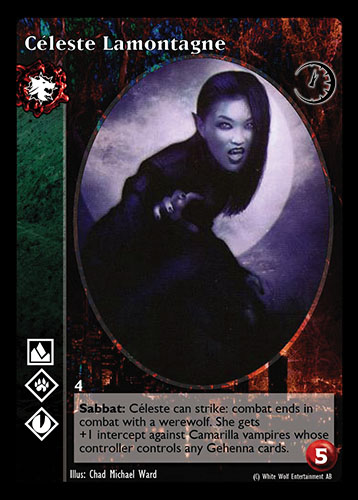 Celeste Lamontagne
4
Sabbat: Céleste can strike: combat ends in
combat with a werewolf. She gets
+1 intercept against Camarilla vampires whose
controller controls any Gehenna cards.
5
Illus: Chad Michael Ward
(C) White Wolf Entertainment AB